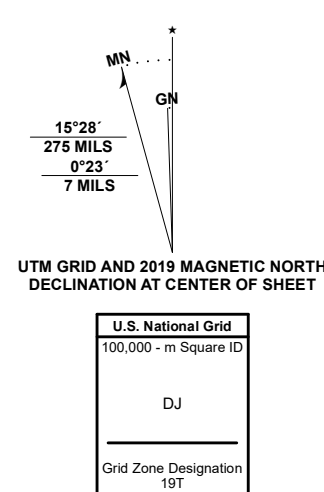 ★
MN
GN
15°28´
275 MILS
0°23´
7 MILS
UTM GRID AND 2019 MAGNETIC NORTH
DECLINATION AT CENTER OF SHEET
U.S. National Grid
100,000 - m Square ID
DJ
Grid Zone Designation
19T